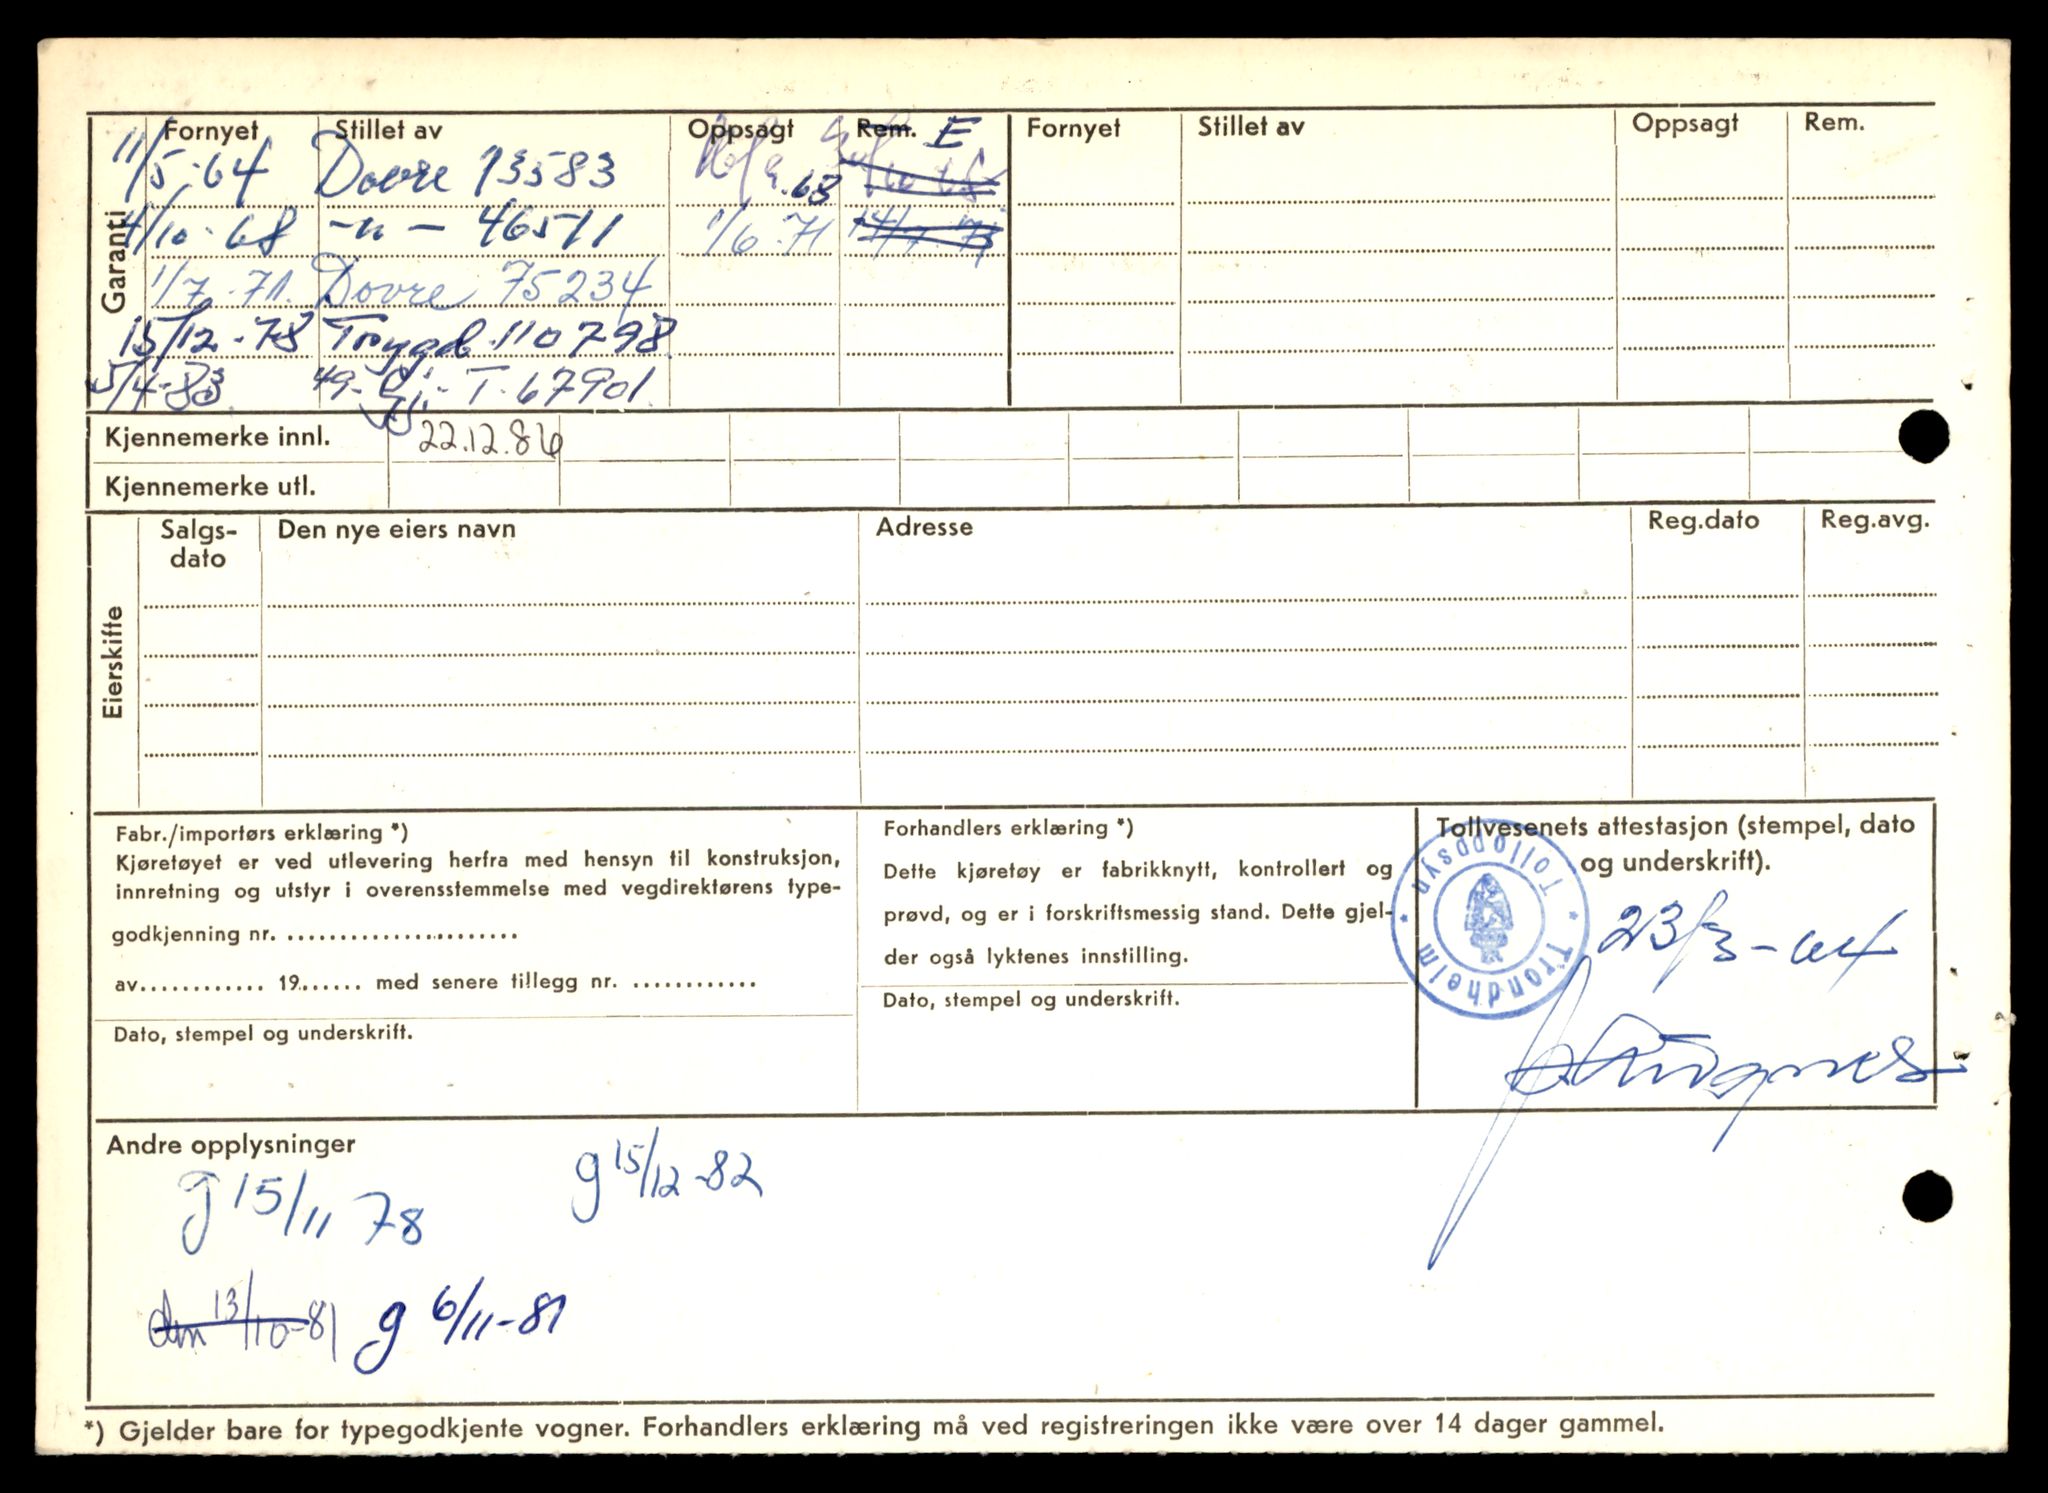 Garanti
Fornyet Stillet av Oppsagt Rem. E Fornyet Stillet av Oppsagt Rem.
11/5-64 Dovre 13583 68
4/10-68 -n- 46511 1/6-71
1/7-71. Dovre 75234
15/12-78 Trygd 110798
5/4-83 49- Gj.- T. 67901
Kjennemerke innl. 22.12.86
Kjennemerke utl.
Eierskifte
Salgs- Den nye eiers navn Adresse Reg.dato Reg.avg.
dato
Fabr./importørs erklæring *)
Kjøretøyet er ved utlevering herfra med hensyn til konstruksjon,
innretning og utstyr i overensstemmelse med vegdirektørens type-
godkjenning nr. ......................
av............ 19...... med senere tillegg nr. ............
Dato, stempel og underskrift.
Forhandlers erklæring *)
Dette kjøretøy er fabrikknytt, kontrollert og
prøvd, og er i forskriftsmessig stand. Dette gjel-
der også lyktenes innstilling.
Dato, stempel og underskrift.
Tollvesenets attestasjon (stempel, dato
og underskrift).
Trondheim * Tolloppsyn *
23/3-64
Andre opplysninger
g 15/11 78 g 15/12-82
dm 13/10-81 g 6/11-81
*) Gjelder bare for typegodkjente vogner. Forhandlers erklæring må ved registreringen ikke være over 14 dager gammel.